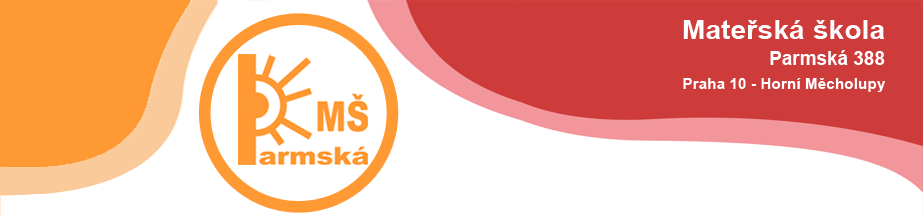 MŠ
Parmská
Mateřská škola
Parmská 388
Praha 10 - Horní Měcholupy